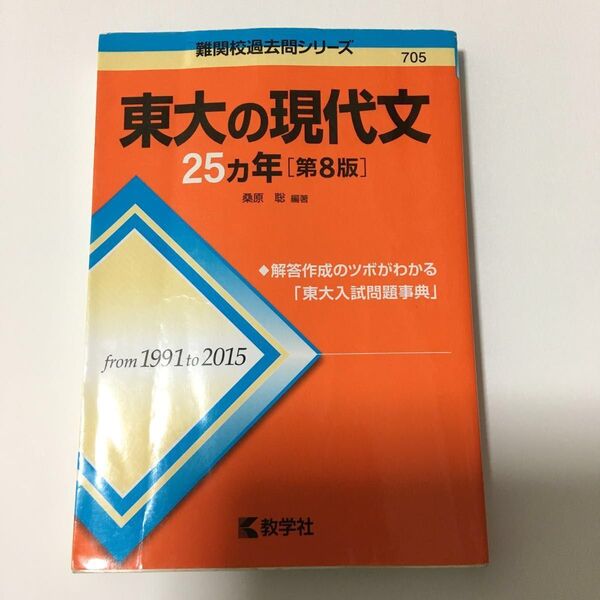 難関校過去問シリーズ
705
東大の現代文
25ヵ年[第8版]
桑原 聡 編著
◆解答作成のツボがわかる
「東大入試問題事典」
from 1991 to 2015
教学社